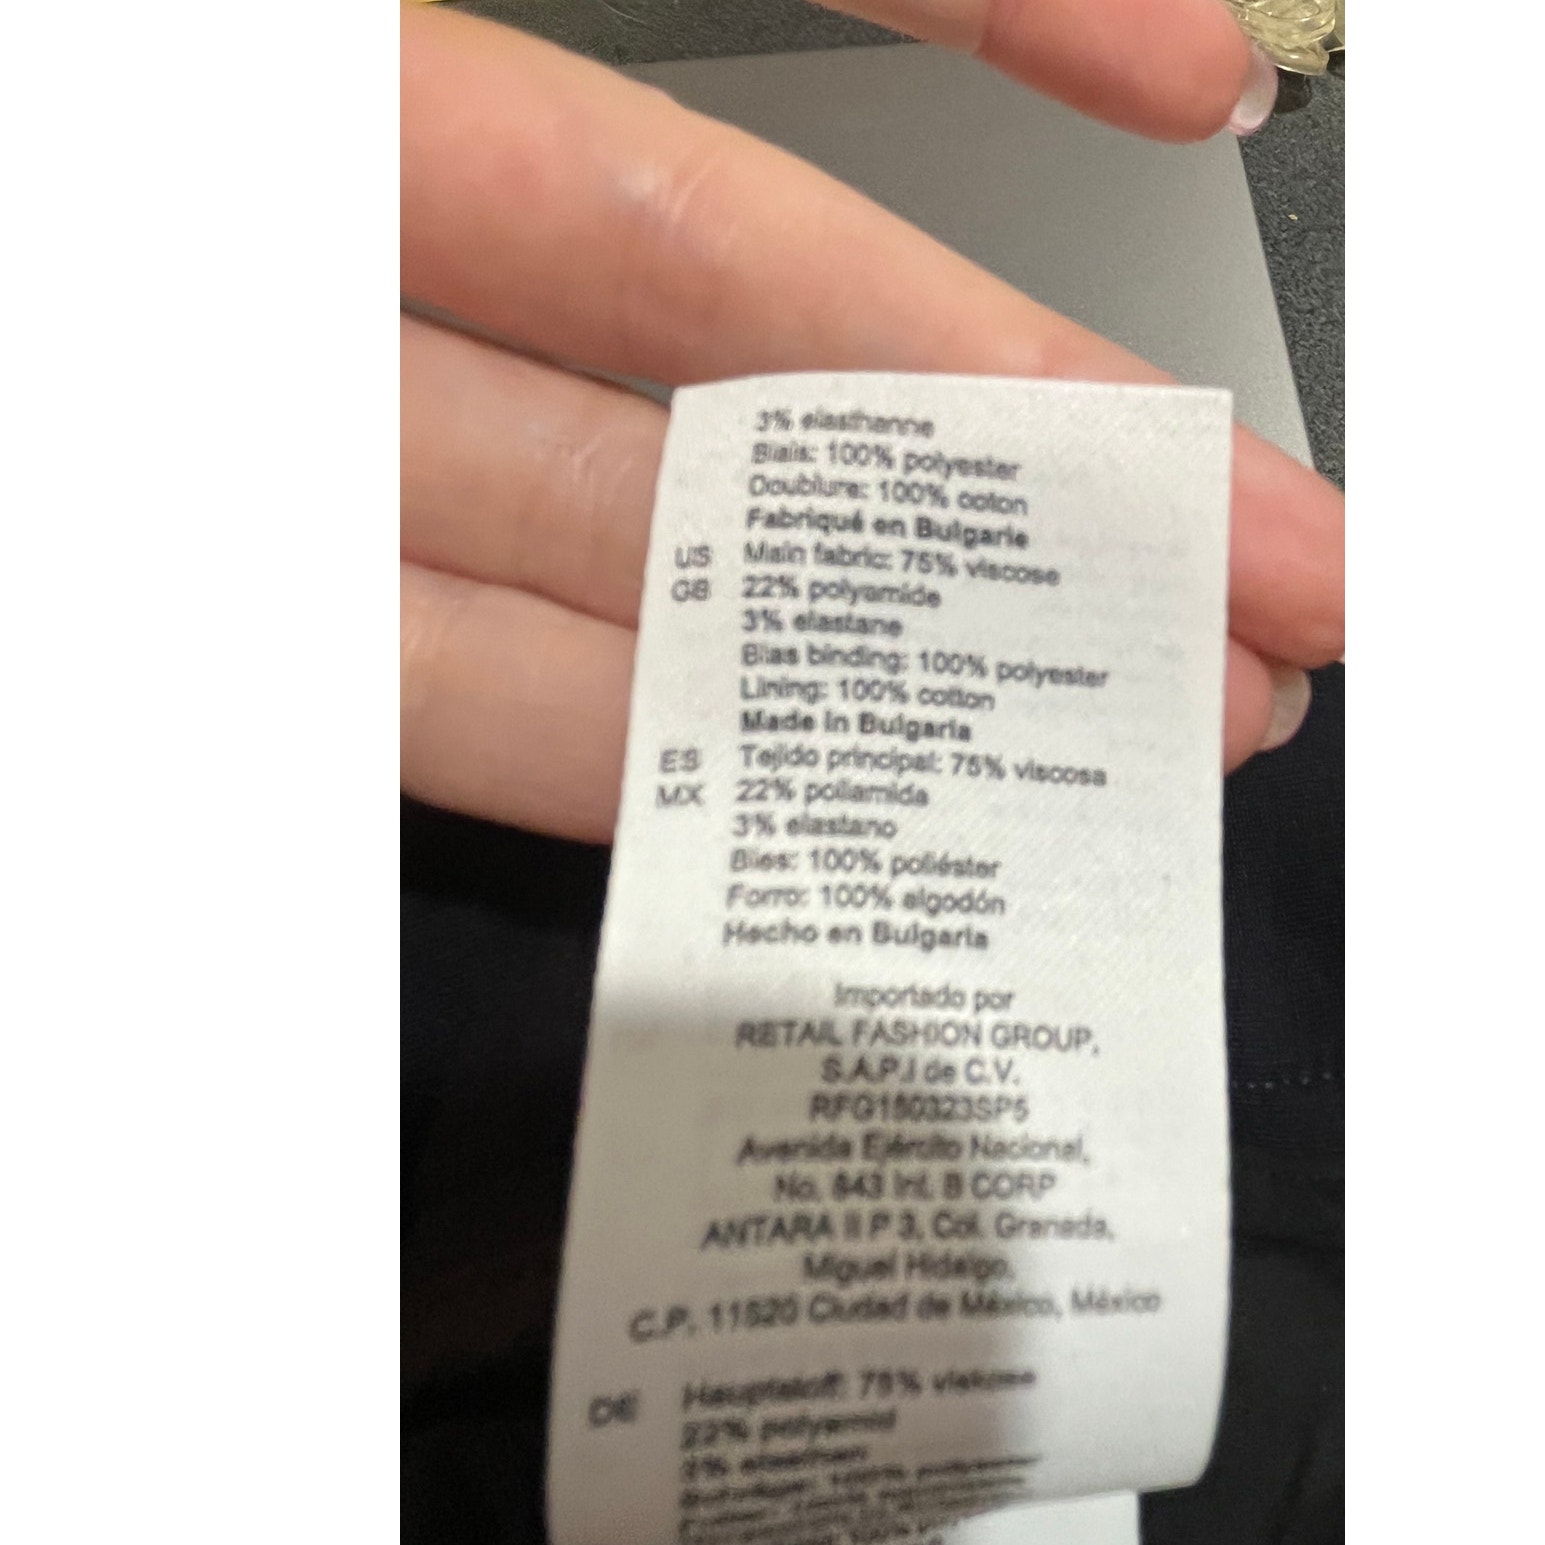 3% elasthanne
Biais: 100% polyester
Doublure: 100% coton
Fabriqué en Bulgarie
US Main fabric: 75% viscose
GB 22% polyamide
3% elastane
Bias binding: 100% polyester
Lining: 100% cotton
Made in Bulgaria
ES Tejido principal: 75% viscosa
MX 22% poliamida
3% elastano
Bies: 100% poliéster
Forro: 100% algodón
Hecho en Bulgaria
Importado por
RETAIL FASHION GROUP,
S.A.P.I de C.V.
RFG150323SP5
Avenida Ejército Nacional,
No. 843 Int. B CORP
ANTARA II P 3, Col. Granada,
Miguel Hidalgo,
C.P. 11520 Ciudad de México, México
DE Hauptstoff: 75% viskose
22% polyamid
3% elasthan